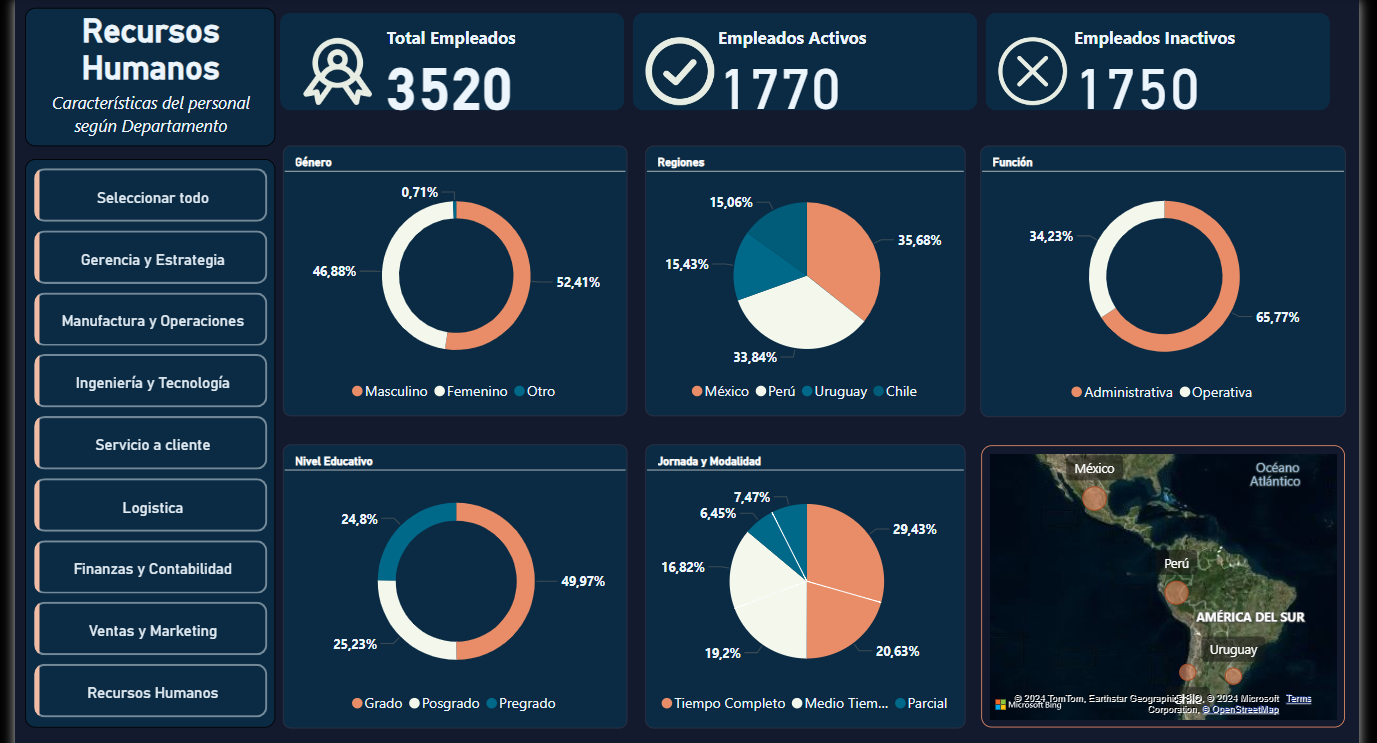 Recursos
Humanos
Características del personal
según Departamento
Total Empleados
3520
Empleados Activos
1770
Empleados Inactivos
1750
Seleccionar todo
Gerencia y Estrategia
Manufactura y Operaciones
Ingeniería y Tecnología
Servicio a cliente
Logistica
Finanzas y Contabilidad
Ventas y Marketing
Recursos Humanos
Género
0,71%
46,88%
52,41%
Masculino Femenino Otro
Regiones
15,06%
35,68%
15,43%
33,84%
México Perú Uruguay Chile
Función
34,23%
65,77%
Administrativa Operativa
Nivel Educativo
24,8%
49,97%
25,23%
Grado Posgrado Pregrado
Jornada y Modalidad
7,47%
6,45%
29,43%
16,82%
19,2%
20,63%
Tiempo Completo Medio Tiem... Parcial
México
Océano
Atlántico
Perú
AMÉRICA DEL SUR
Uruguay
Chile
Microsoft Bing
© 2024 TomTom, Earthstar Geographics, © 2024 Microsoft Terms
Corporation, © OpenStreetMap